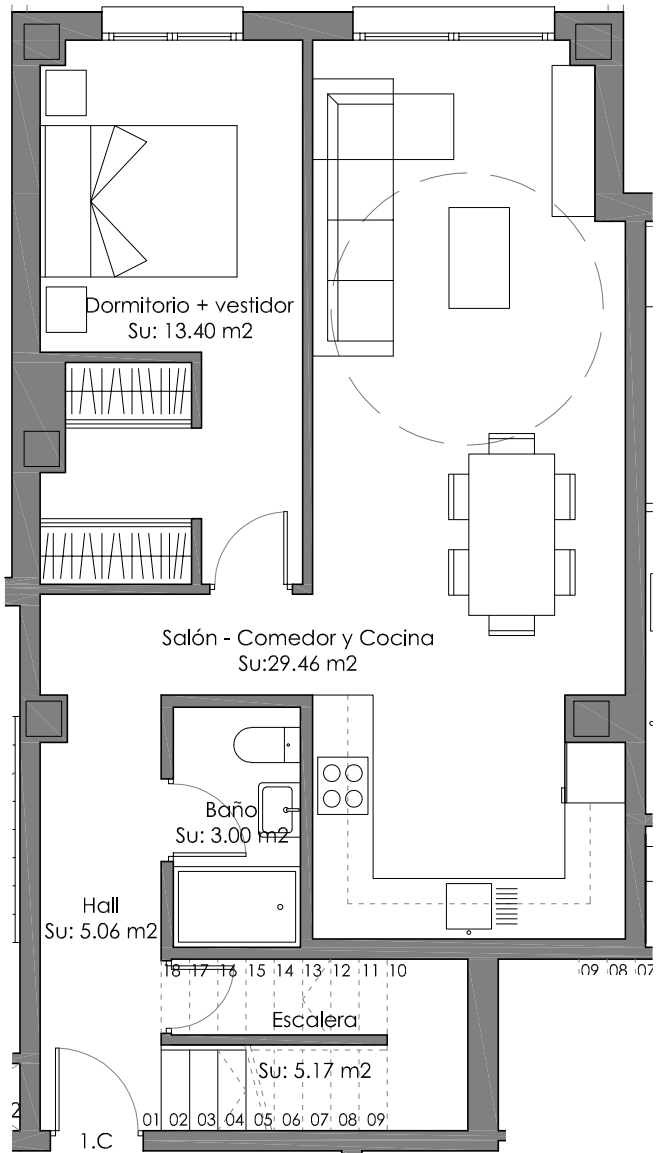 Dormitorio + vestidor
Su: 13.40 m2
Salón - Comedor y Cocina
Su:29.46 m2
Baño
Su: 3.00 m2
Hall
Su: 5.06 m2
18 17 16 15 14 13 12 11 10
09 08 07
Escalera
Su: 5.17 m2
2
01 02 03 04 05 06 07 08 09
1.C